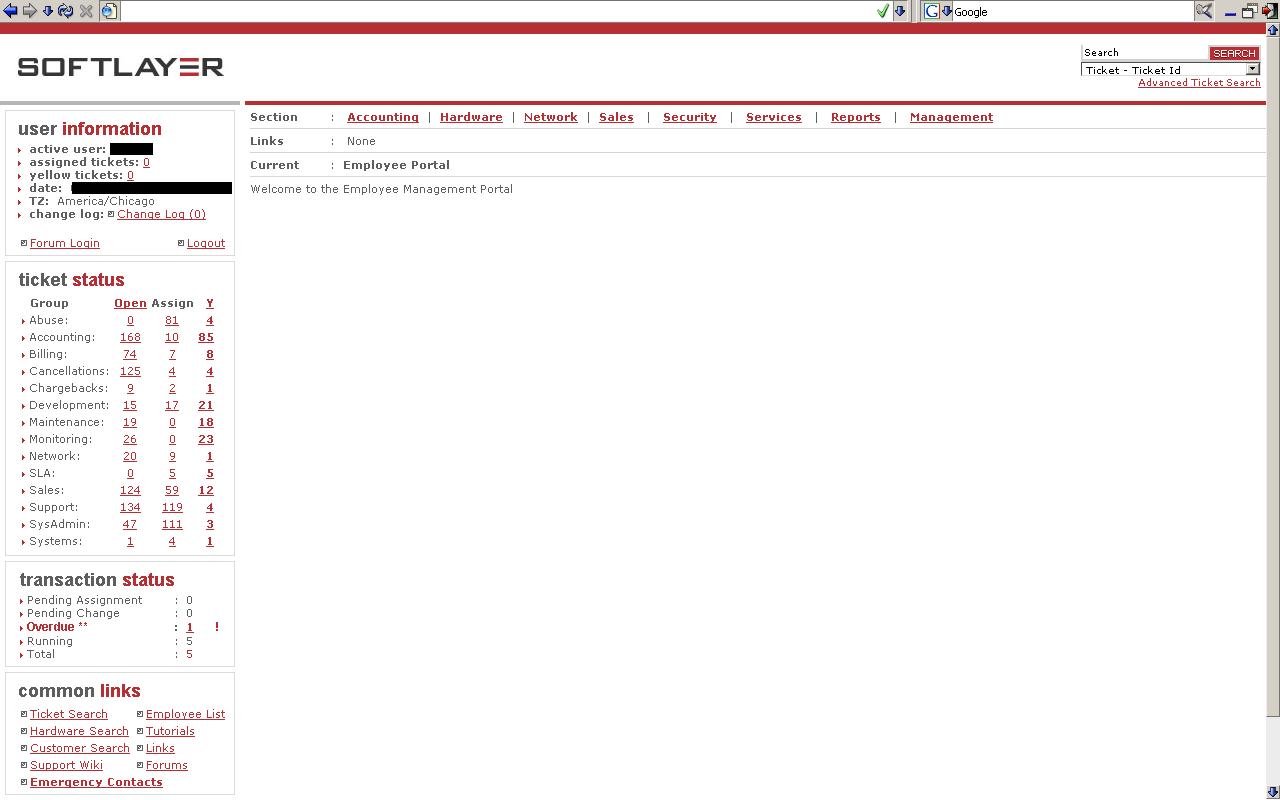 Google
SOFTLAYER
Search SEARCH
Ticket - Ticket Id
Advanced Ticket Search
user information
active user:
assigned tickets: 0
yellow tickets: 0
date:
TZ: America/Chicago
change log: Change Log (0)
Forum Login Logout
ticket status
Group Open Assign Y
Abuse: 0 81 4
Accounting: 168 10 85
Billing: 74 7 8
Cancellations: 125 4 4
Chargebacks: 9 2 1
Development: 15 17 21
Maintenance: 19 0 18
Monitoring: 26 0 23
Network: 20 9 1
SLA: 0 5 5
Sales: 124 59 12
Support: 134 119 4
SysAdmin: 47 111 3
Systems: 1 4 1
transaction status
Pending Assignment : 0
Pending Change : 0
Overdue ** : 1 !
Running : 5
Total : 5
common links
Ticket Search Employee List
Hardware Search Tutorials
Customer Search Links
Support Wiki Forums
Emergency Contacts
Section : Accounting | Hardware | Network | Sales | Security | Services | Reports | Management
Links : None
Current : Employee Portal
Welcome to the Employee Management Portal